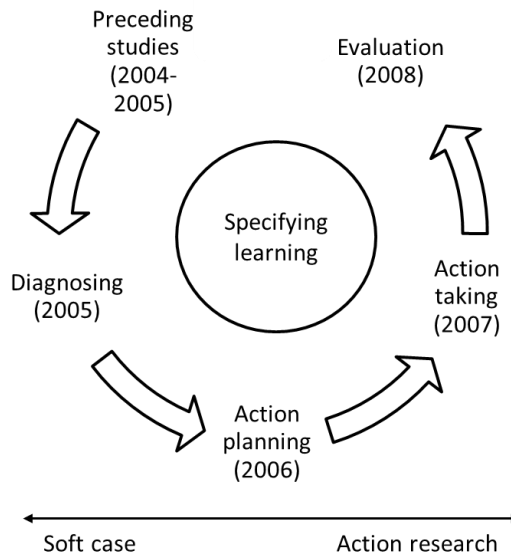 Preceding
studies
(2004-
2005)
Evaluation
(2008)
Specifying
learning
Diagnosing
(2005)
Action
taking
(2007)
Action
planning
(2006)
Soft case
Action research